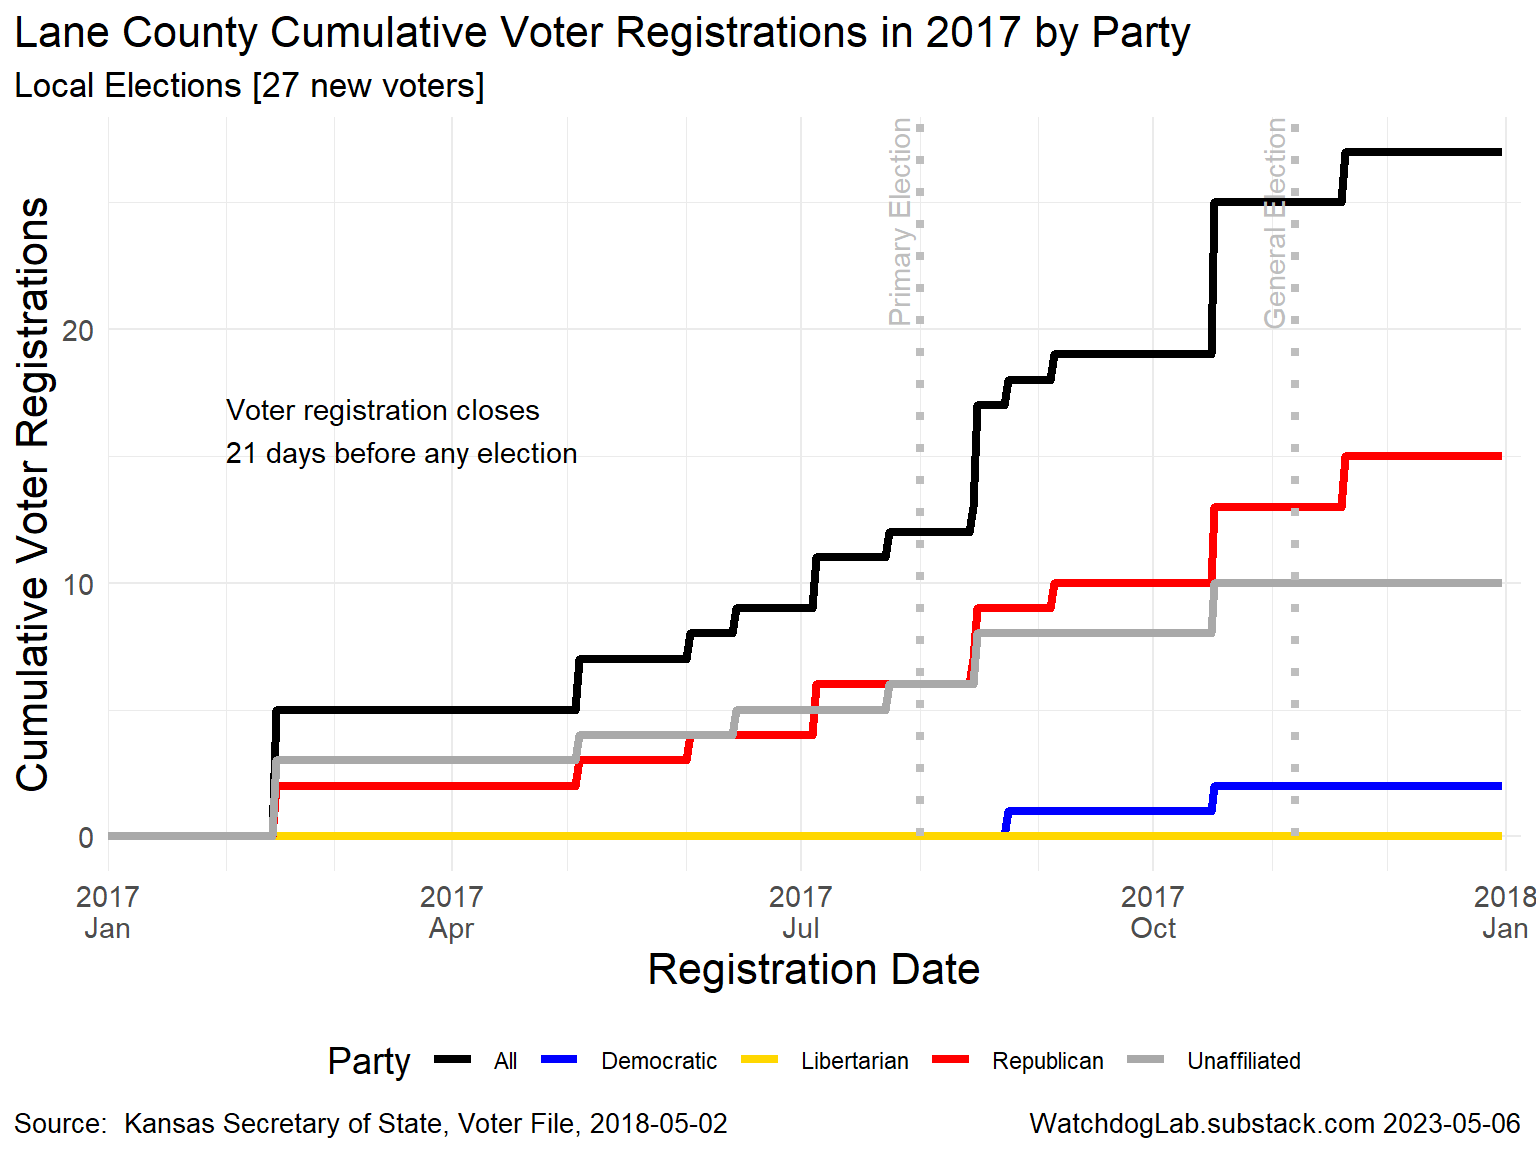 Lane County Cumulative Voter Registrations in 2017 by Party
Local Elections [27 new voters]
Cumulative Voter Registrations
20
10
0
Primary Election
General Election
Voter registration closes
21 days before any election
2017 2017 2017 2017 2018
Jan Apr Jul Oct Jan
Registration Date
Party All Democratic Libertarian Republican Unaffiliated
Source:  Kansas Secretary of State, Voter File, 2018-05-02
WatchdogLab.substack.com 2023-05-06